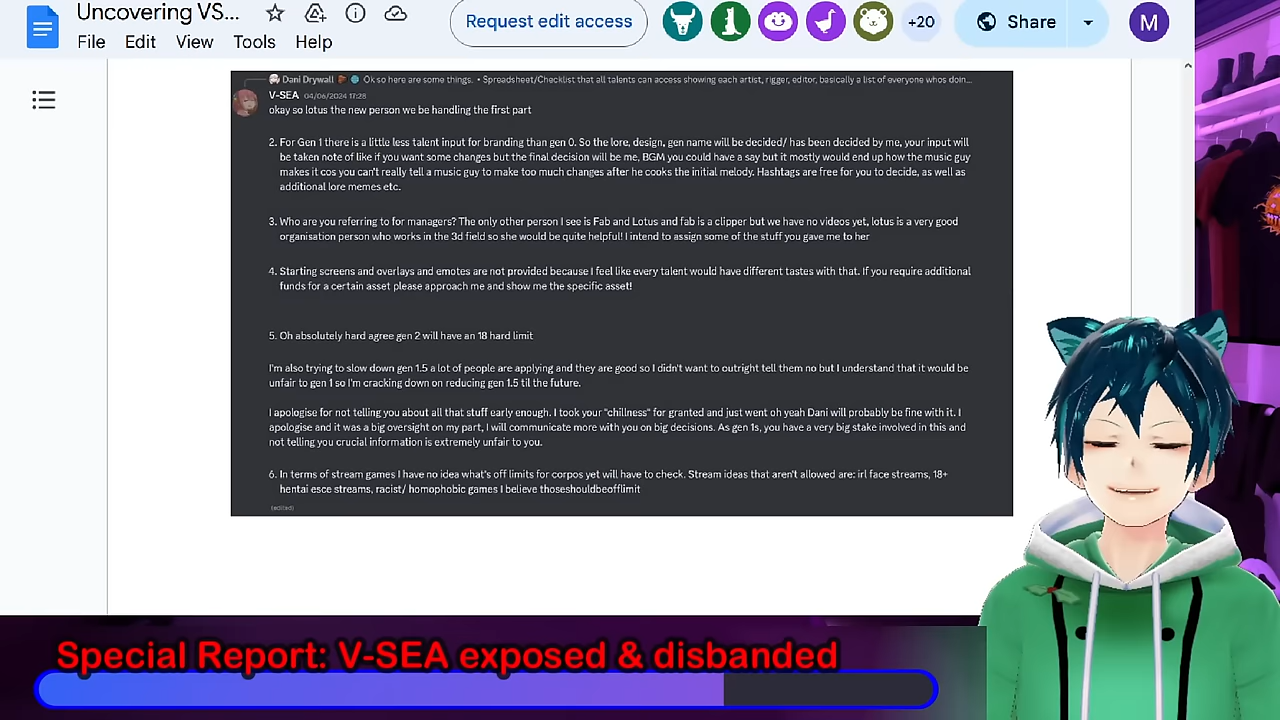 Uncovering VS...
File Edit View Tools Help
Request edit access
+20
Share
M
Dani Drywall Ok so here are some things. • Spreadsheet/Checklist that all talents can access showing each artist, rigger, editor, basically a list of everyone whos doin...
V-SEA 04/06/2024 17:28
okay so lotus the new person we be handling the first part
2. For Gen 1 there is a little less talent input for branding than gen 0. So the lore, design, gen name will be decided/ has been decided by me, your input will
be taken note of like if you want some changes but the final decision will be me, BGM you could have a say but it mostly would end up how the music guy
makes it cos you can't really tell a music guy to make too much changes after he cooks the initial melody. Hashtags are free for you to decide, as well as
additional lore memes etc.
3. Who are you referring to for managers? The only other person I see is Fab and Lotus and fab is a clipper but we have no videos yet, lotus is a very good
organisation person who works in the 3d field so she would be quite helpful! I intend to assign some of the stuff you gave me to her
4. Starting screens and overlays and emotes are not provided because I feel like every talent would have different tastes with that. If you require additional
funds for a certain asset please approach me and show me the specific asset!
5. Oh absolutely hard agree gen 2 will have an 18 hard limit
I'm also trying to slow down gen 1.5 a lot of people are applying and they are good so I didn't want to outright tell them no but I understand that it would be
unfair to gen 1 so I'm cracking down on reducing gen 1.5 til the future.
I apologise for not telling you about all that stuff early enough. I took your "chillness" for granted and just went oh yeah Dani will probably be fine with it. I
apologise and it was a big oversight on my part, I will communicate more with you on big decisions. As gen 1s, you have a very big stake involved in this and
not telling you crucial information is extremely unfair to you.
6. In terms of stream games I have no idea what's off limits for corpos yet will have to check. Stream ideas that aren't allowed are: irl face streams, 18+
hentai esce streams, racist/ homophobic games I believe thoseshouldbeofflimit
(edited)
Special Report: V-SEA exposed & disbanded